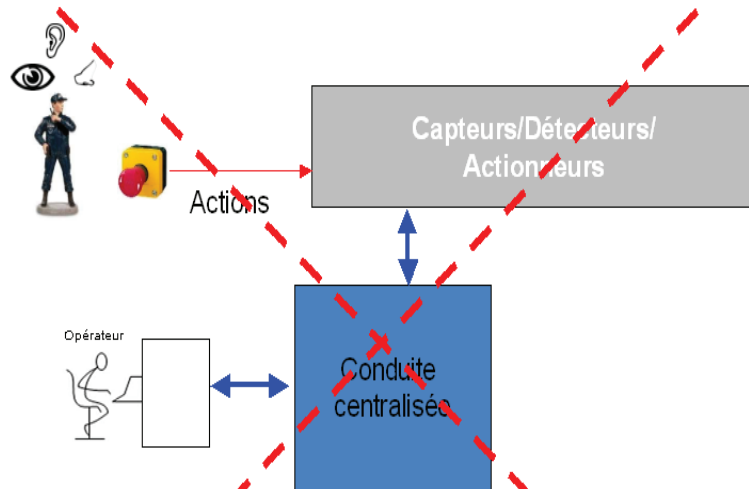 Capteurs/Détecteurs/
Actionneurs
Actions
Opérateur
Conduite
centralisée